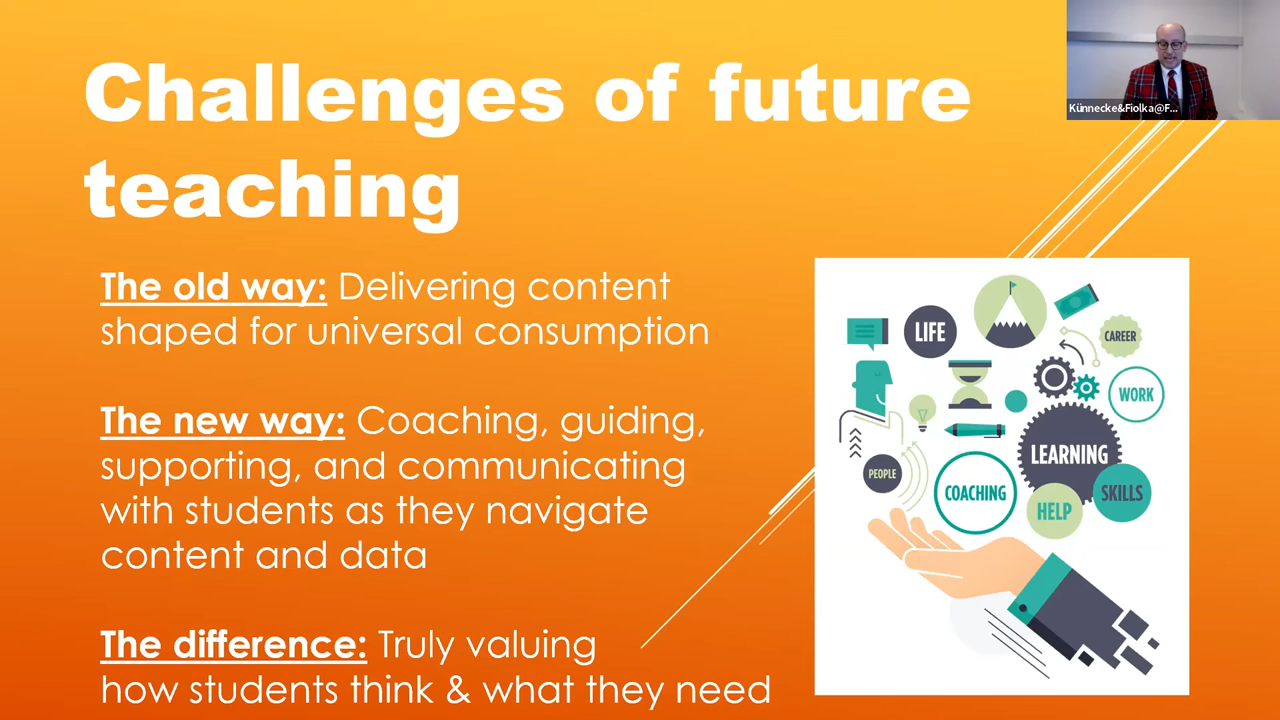 Challenges of future
teaching
Künnecke&Fiolka@F...
The old way: Delivering content
shaped for universal consumption
The new way: Coaching, guiding,
supporting, and communicating
with students as they navigate
content and data
The difference: Truly valuing
how students think & what they need
LIFE
CAREER
WORK
LEARNING
PEOPLE
COACHING
SKILLS
HELP